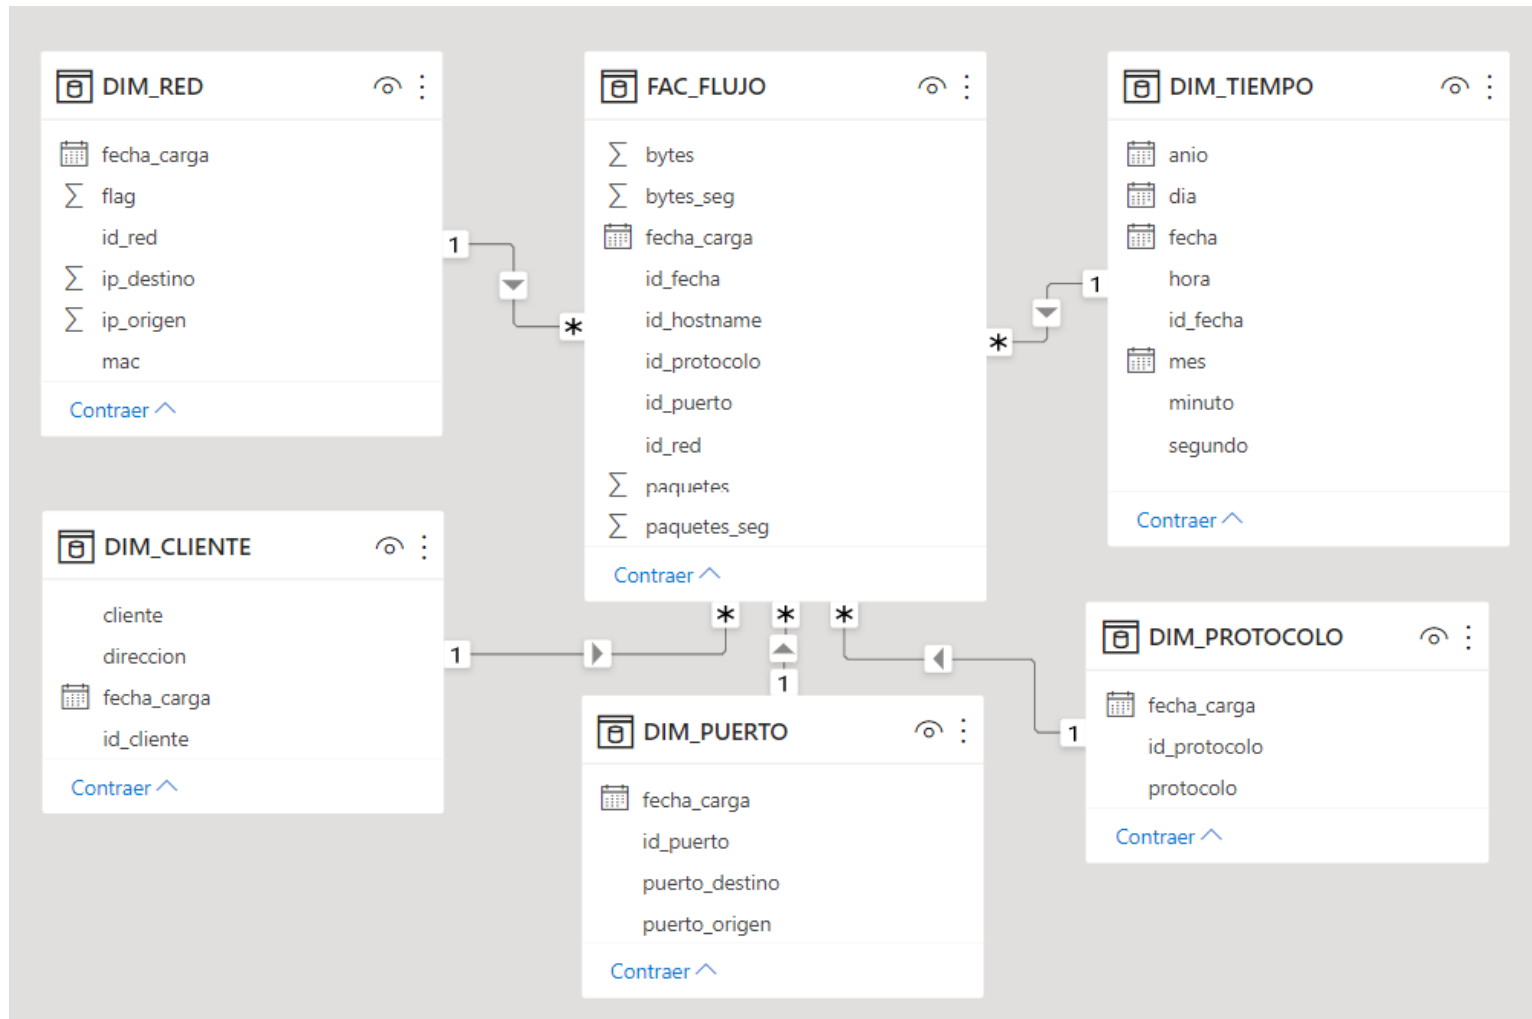 DIM_RED
fecha_carga
flag
id_red
ip_destino
ip_origen
mac
Contraer
FAC_FLUJO
bytes
bytes_seg
fecha_carga
id_fecha
id_hostname
id_protocolo
id_puerto
id_red
paquetes
paquetes_seg
Contraer
DIM_TIEMPO
anio
dia
fecha
hora
id_fecha
mes
minuto
segundo
Contraer
1
*
1
*
DIM_CLIENTE
cliente
direccion
fecha_carga
id_cliente
Contraer
1
*
*
*
1
1
DIM_PUERTO
fecha_carga
id_puerto
puerto_destino
puerto_origen
Contraer
DIM_PROTOCOLO
fecha_carga
id_protocolo
protocolo
Contraer